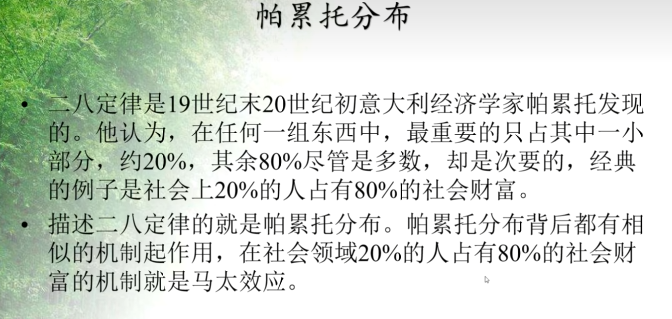 帕累托分布
• 二八定律是19世纪末20世纪初意大利经济学家帕累托发现
的。他认为，在任何一组东西中，最重要的只占其中一小
部分，约20%，其余80%尽管是多数，却是次要的，经典
的例子是社会上20%的人占有80%的社会财富。
• 描述二八定律的就是帕累托分布。帕累托分布背后都有相
似的机制起作用，在社会领域20%的人占有80%的社会财
富的机制就是马太效应。